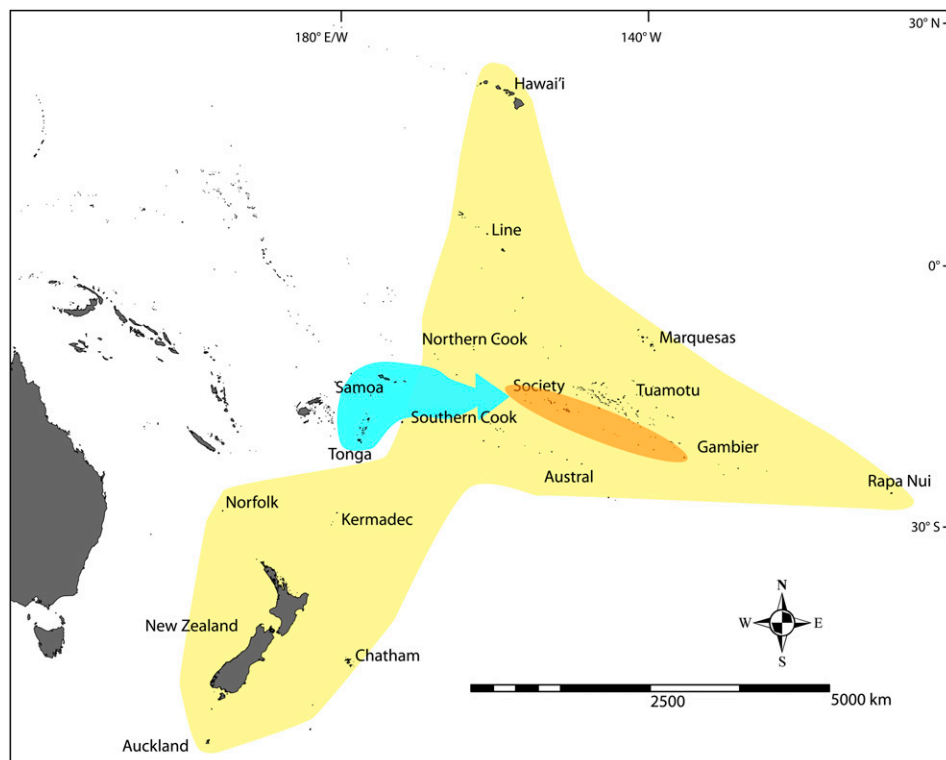 180° E/W
140° W
30° N
Hawai‘i
Line
0°
Northern Cook
Marquesas
Samoa
Society
Tuamotu
Southern Cook
Tonga
Gambier
Austral
Rapa Nui
Norfolk
Kermadec
30° S
N
W
E
S
New Zealand
Chatham
2500
5000 km
Auckland